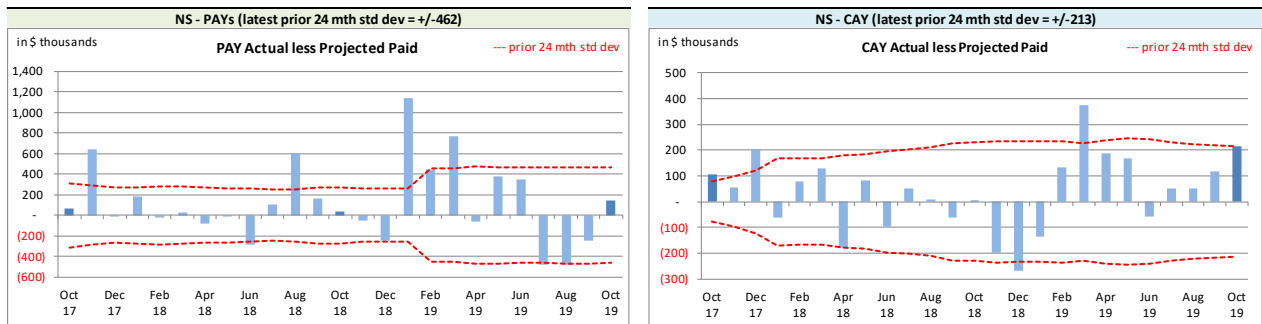 NS - PAYs (latest prior 24 mth std dev = +/-462)
in $ thousands
PAY Actual less Projected Paid
--- prior 24 mth std dev
1,400
1,200
1,000
800
600
400
200
-
(200)
(400)
(600)
Oct Dec Feb Apr Jun Aug Oct Dec Feb Apr Jun Aug Oct
17 17 18 18 18 18 18 18 19 19 19 19 19
NS - CAY (latest prior 24 mth std dev = +/-213)
in $ thousands
CAY Actual less Projected Paid
--- prior 24 mth std dev
500
400
300
200
100
-
(100)
(200)
(300)
Oct Dec Feb Apr Jun Aug Oct Dec Feb Apr Jun Aug Oct
17 17 18 18 18 18 18 18 19 19 19 19 19